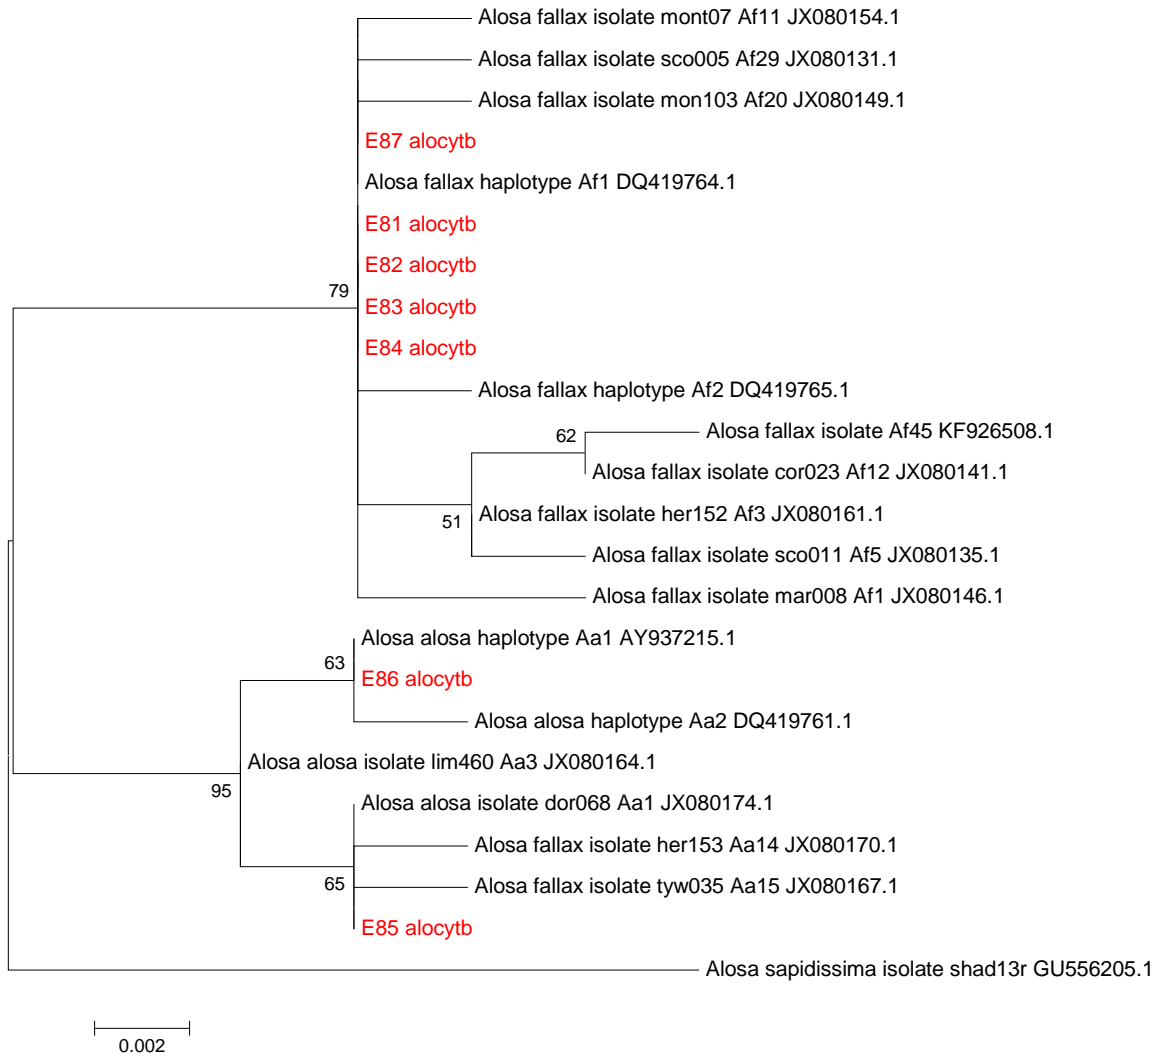 Alosa fallax isolate mont07 Af11 JX080154.1
Alosa fallax isolate sco005 Af29 JX080131.1
Alosa fallax isolate mon103 Af20 JX080149.1
E87 alocytb
Alosa fallax haplotype Af1 DQ419764.1
E81 alocytb
E82 alocytb
79
E83 alocytb
E84 alocytb
Alosa fallax haplotype Af2 DQ419765.1
Alosa fallax isolate Af45 KF926508.1
62
Alosa fallax isolate cor023 Af12 JX080141.1
Alosa fallax isolate her152 Af3 JX080161.1
51
Alosa fallax isolate sco011 Af5 JX080135.1
Alosa fallax isolate mar008 Af1 JX080146.1
Alosa alosa haplotype Aa1 AY937215.1
63
E86 alocytb
Alosa alosa haplotype Aa2 DQ419761.1
Alosa alosa isolate lim460 Aa3 JX080164.1
95
Alosa alosa isolate dor068 Aa1 JX080174.1
Alosa fallax isolate her153 Aa14 JX080170.1
65
Alosa fallax isolate tyw035 Aa15 JX080167.1
E85 alocytb
Alosa sapidissima isolate shad13r GU556205.1
0.002